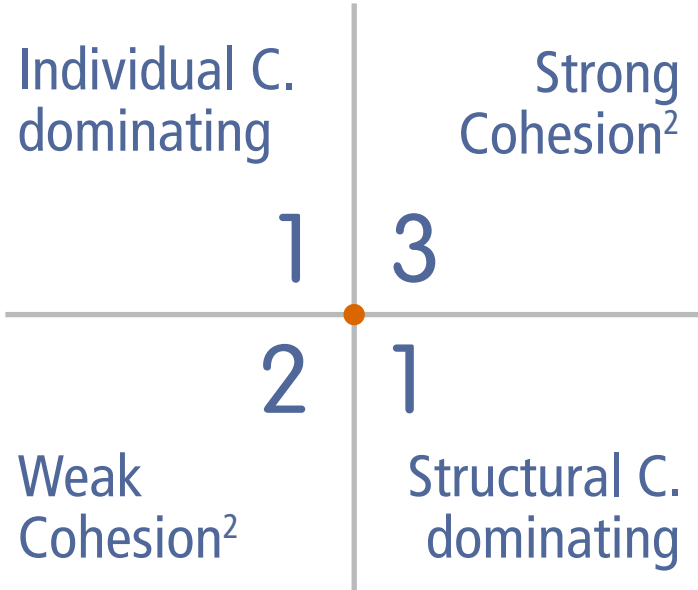 Individual C.
dominating
Strong
Cohesion²
1
3
2
1
Weak
Cohesion²
Structural C.
dominating